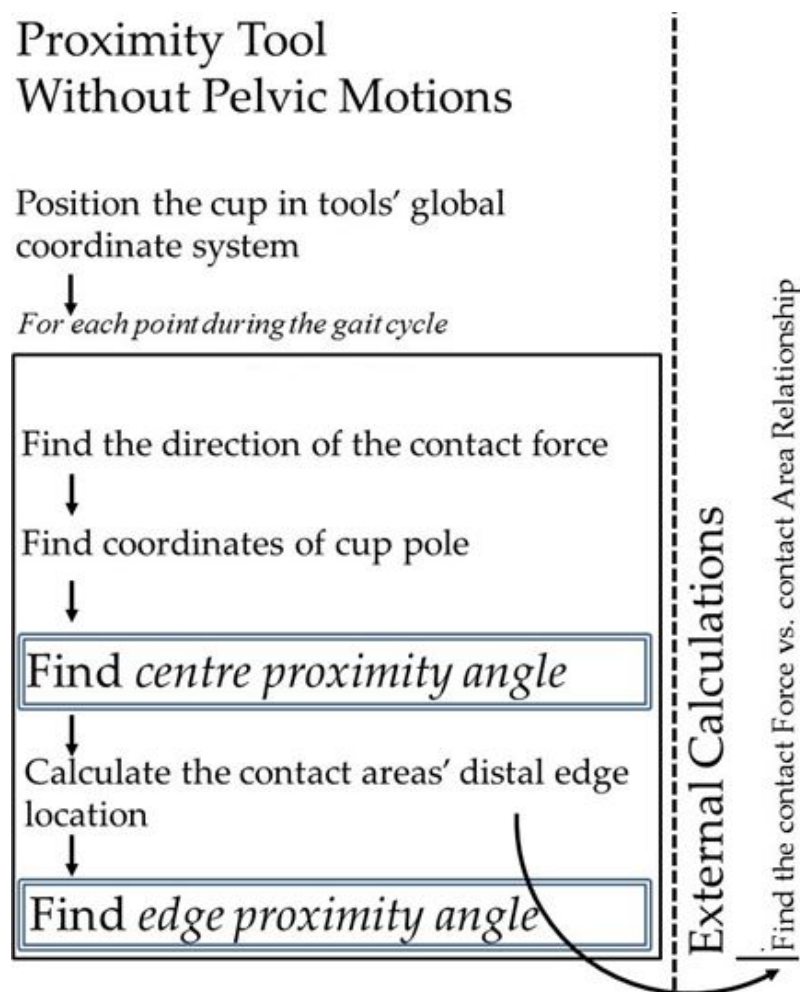 Proximity Tool
Without Pelvic Motions
Position the cup in tools’ global
coordinate system
For each point during the gait cycle
Find the direction of the contact force
Find coordinates of cup pole
Find centre proximity angle
Calculate the contact areas’ distal edge
location
Find edge proximity angle
External Calculations
Find the contact Force vs. contact Area Relationship